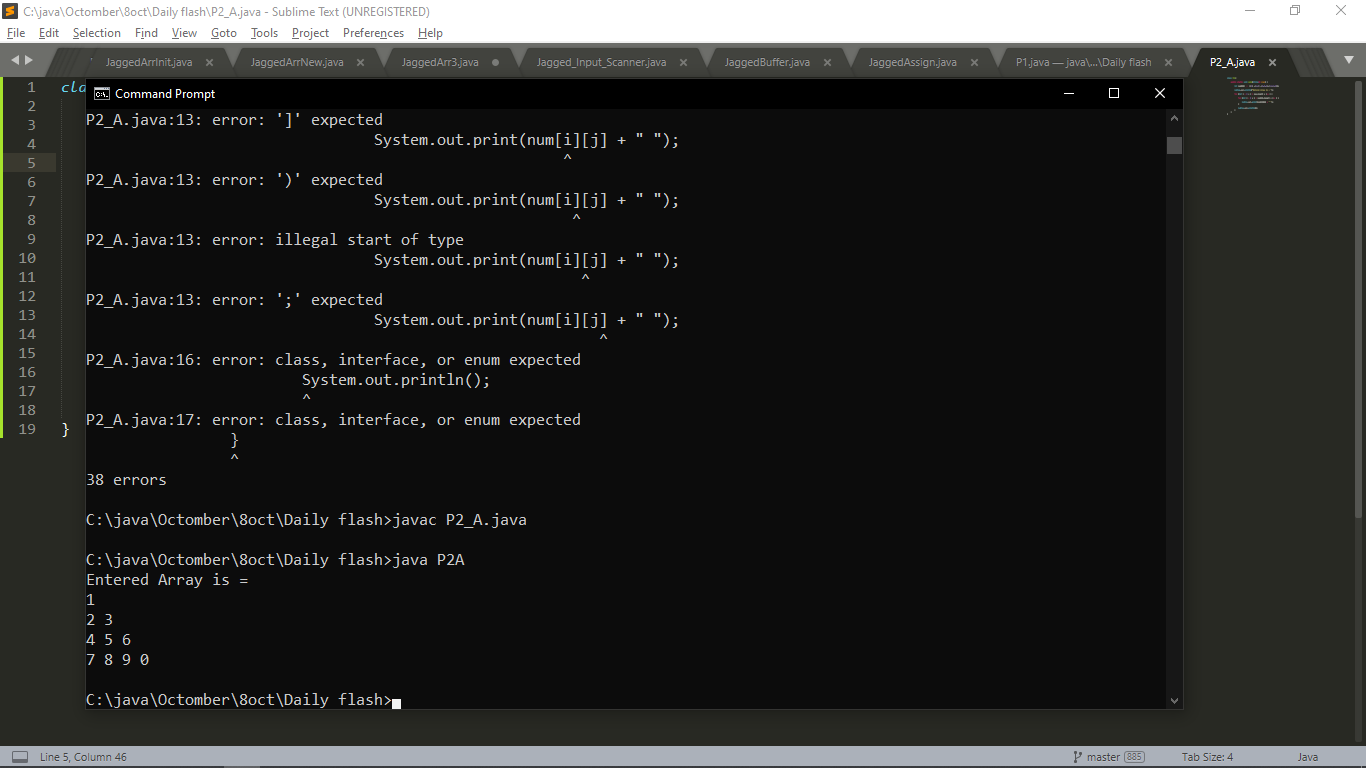 C:\java\Octomber\8oct\Daily flash\P2_A.java - Sublime Text (UNREGISTERED)
File Edit Selection Find View Goto Tools Project Preferences Help
JaggedArrInit.java JaggedArrNew.java JaggedArr3.java Jagged_Input_Scanner.java JaggedBuffer.java JaggedAssign.java P1.java — java\...\Daily flash P2_A.java
1 cla
2
3
4
5
6
7
8
9
10
11
12
13
14
15
16
17
18
19 }
Command Prompt
P2_A.java:13: error: ']' expected
System.out.print(num[i][j] + " ");
^
P2_A.java:13: error: ')' expected
System.out.print(num[i][j] + " ");
^
P2_A.java:13: error: illegal start of type
System.out.print(num[i][j] + " ");
^
P2_A.java:13: error: ';' expected
System.out.print(num[i][j] + " ");
^
P2_A.java:16: error: class, interface, or enum expected
System.out.println();
^
P2_A.java:17: error: class, interface, or enum expected
}
^
38 errors
C:\java\Octomber\8oct\Daily flash>javac P2_A.java
C:\java\Octomber\8oct\Daily flash>java P2A
Entered Array is =
1
2 3
4 5 6
7 8 9 0
C:\java\Octomber\8oct\Daily flash>
Line 5, Column 46 master 885 Tab Size: 4 Java